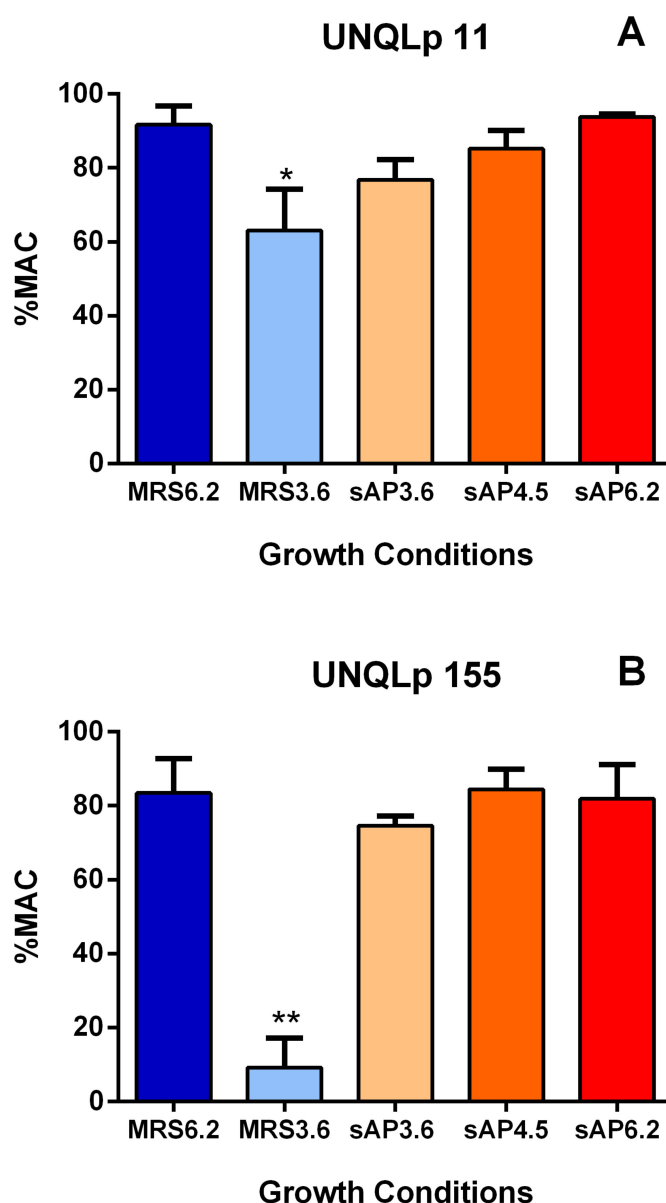 UNQLp 11
A
%MAC
100
80
60
40
20
0
*
MRS6.2 MRS3.6 sAP3.6 sAP4.5 sAP6.2
Growth Conditions
UNQLp 155
B
%MAC
100
80
60
40
20
0
**
MRS6.2 MRS3.6 sAP3.6 sAP4.5 sAP6.2
Growth Conditions